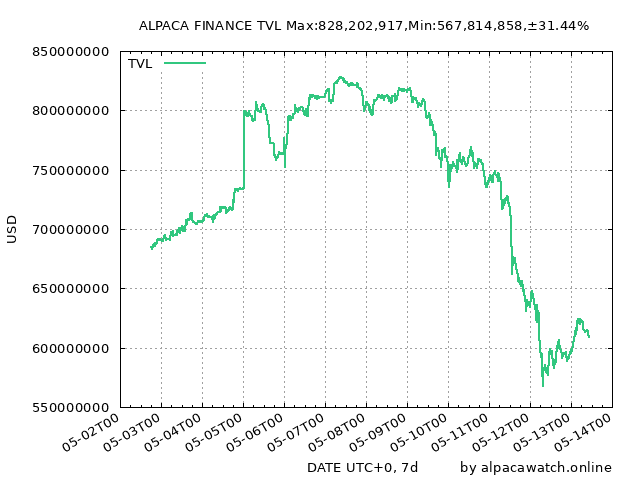 ALPACA FINANCE TVL Max:828,202,917,Min:567,814,858,±31.44%
TVL
850000000
800000000
750000000
700000000
650000000
600000000
550000000
USD
05-02T00
05-03T00
05-04T00
05-05T00
05-06T00
05-07T00
05-08T00
05-09T00
05-10T00
05-11T00
05-12T00
05-13T00
05-14T00
DATE UTC+0, 7d
by alpacawatch.online